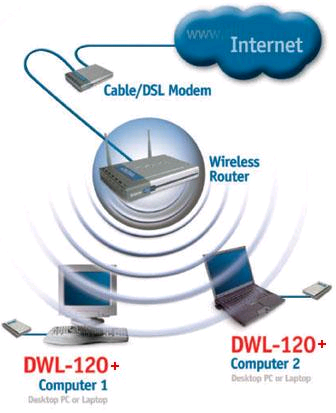 www.
Internet
Cable/DSL Modem
Wireless
Router
DWL-120+
Computer 1
Desktop PC or Laptop
DWL-120+
Computer 2
Desktop PC or Laptop